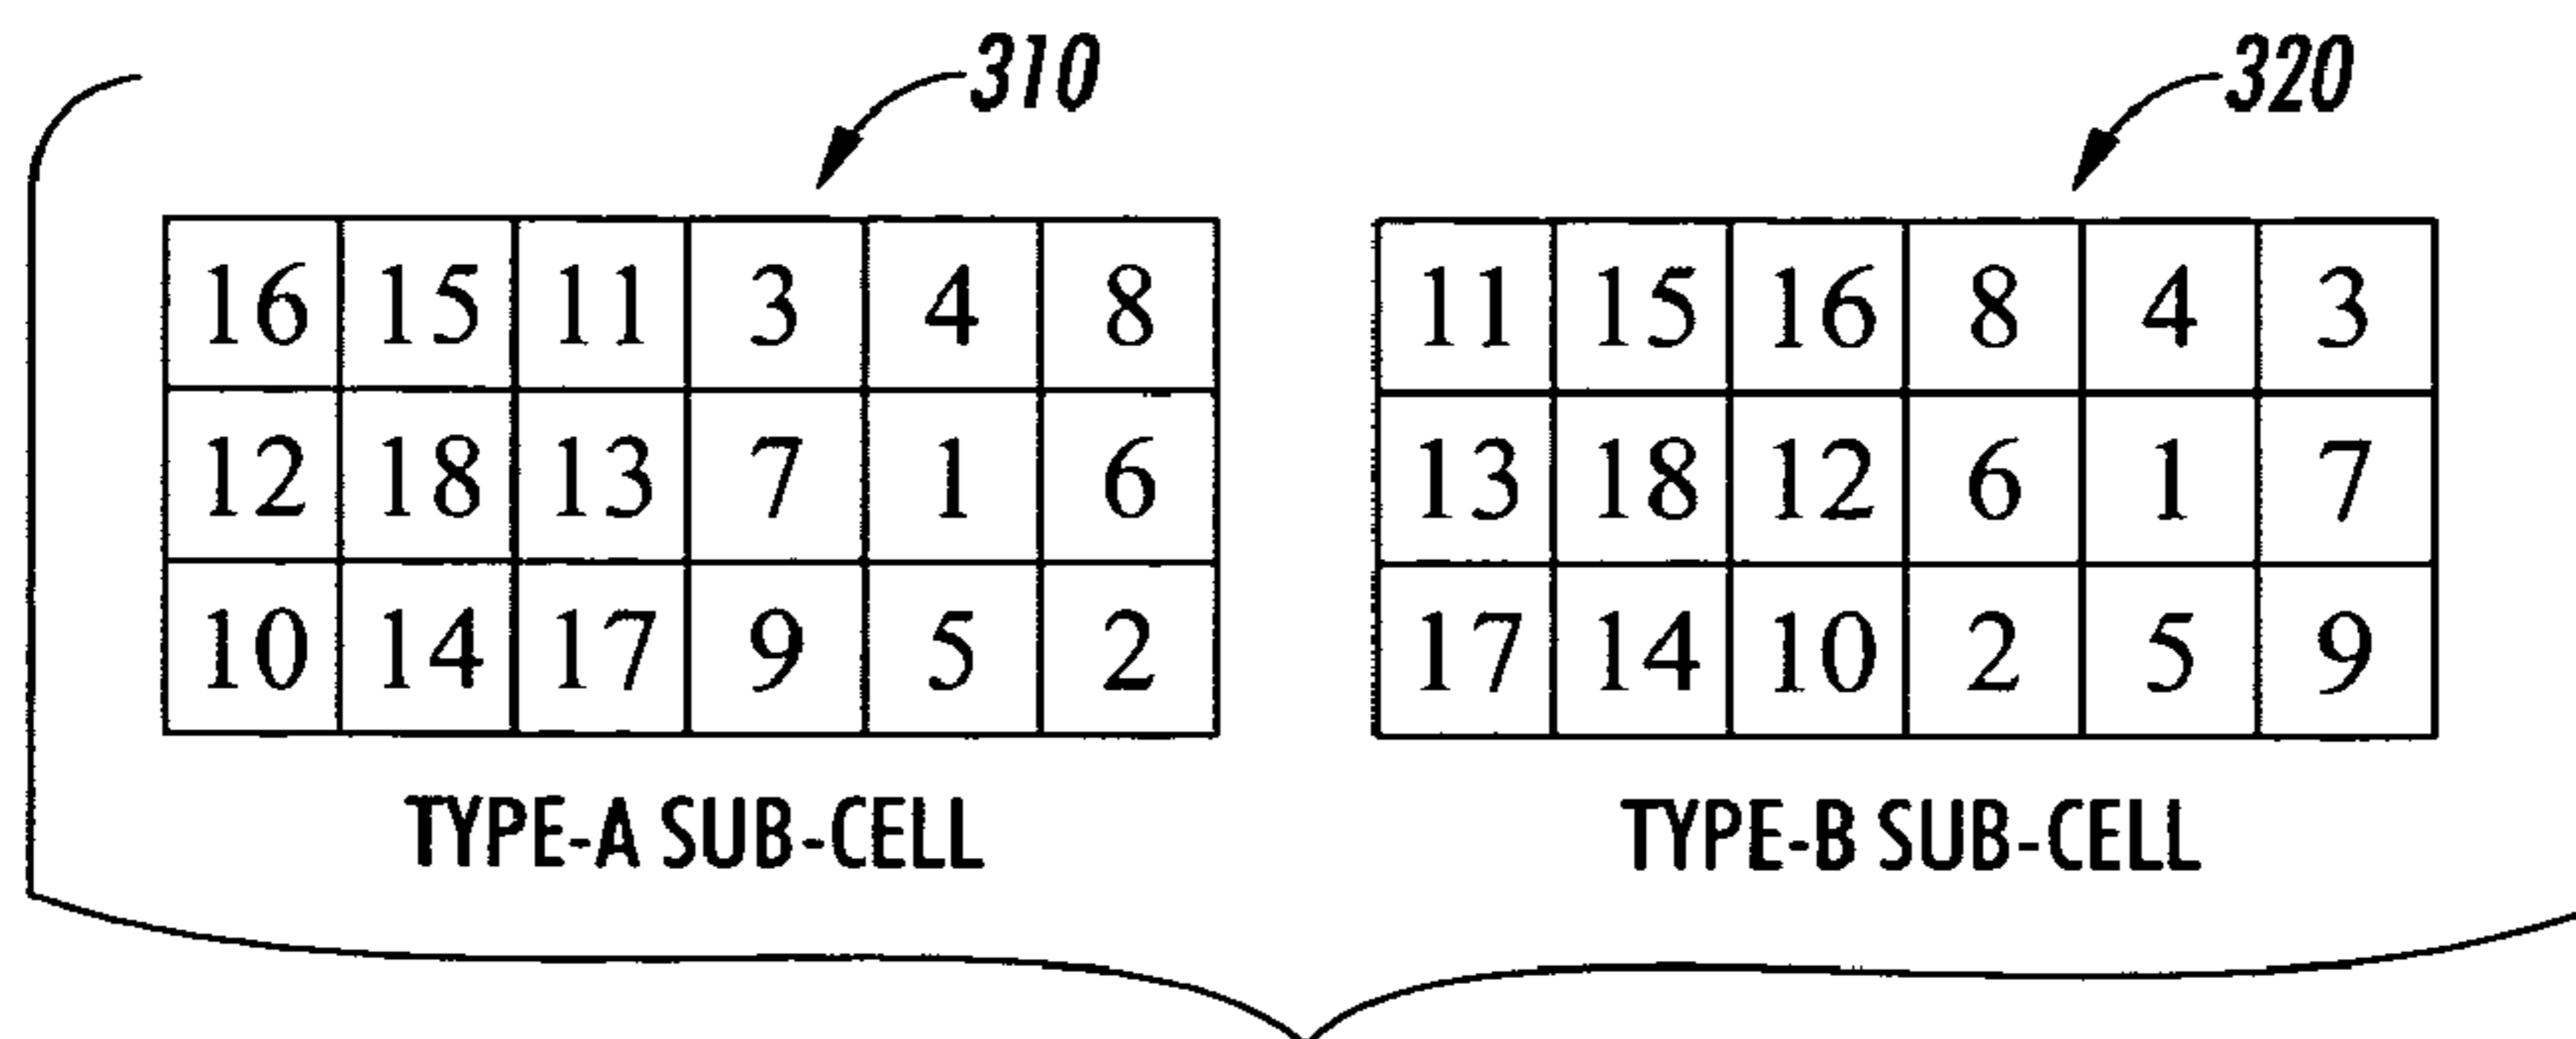 310 320
16 15 11 3 4 8 11 15 16 8 4 3
12 18 13 7 1 6 13 18 12 6 1 7
10 14 17 9 5 2 17 14 10 2 5 9
TYPE-A SUB-CELL TYPE-B SUB-CELL